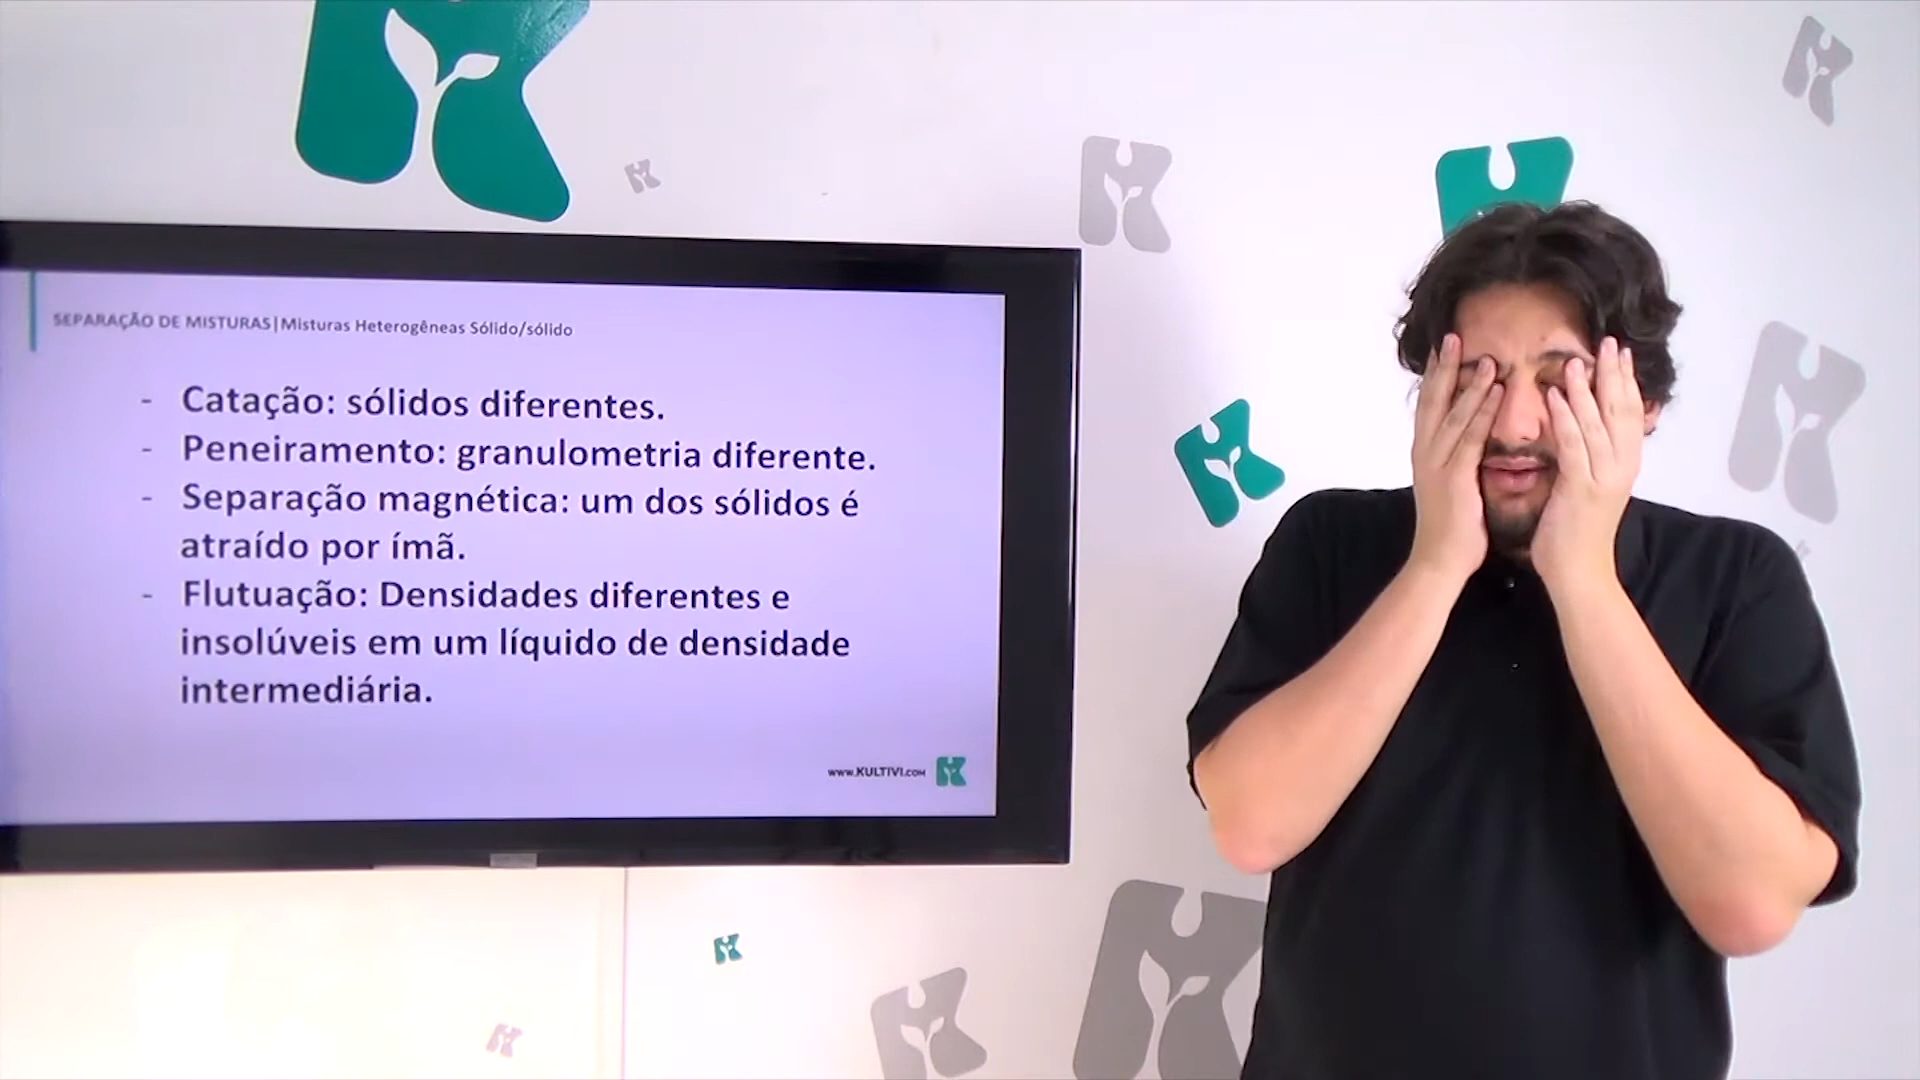 SEPARAÇÃO DE MISTURAS|Misturas Heterogêneas Sólido/sólido
- Catação: sólidos diferentes.
- Peneiramento: granulometria diferente.
- Separação magnética: um dos sólidos é
atraído por ímã.
- Flutuação: Densidades diferentes e
insolúveis em um líquido de densidade
intermediária.
www.KULTIVI.COM